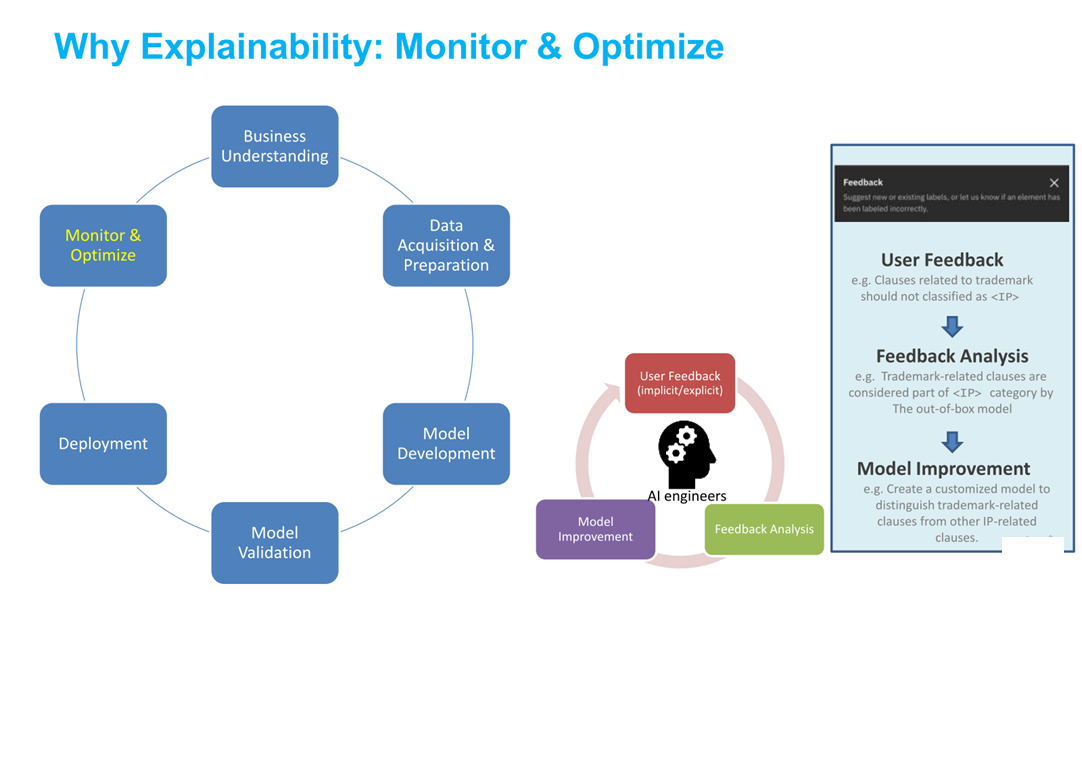 Why Explainability: Monitor & Optimize
Business
Understanding
Monitor &
Optimize
Data
Acquisition &
Preparation
Deployment
Model
Development
Model
Validation
User Feedback
(implicit/explicit)
AI engineers
Model
Improvement
Feedback Analysis
Feedback
Suggest new or existing labels, or let us know if an element has
been labeled incorrectly.
User Feedback
e.g. Clauses related to trademark
should not classified as <IP>
Feedback Analysis
e.g. Trademark-related clauses are
considered part of <IP> category by
The out-of-box model
Model Improvement
e.g. Create a customized model to
distinguish trademark-related
clauses from other IP-related
clauses.